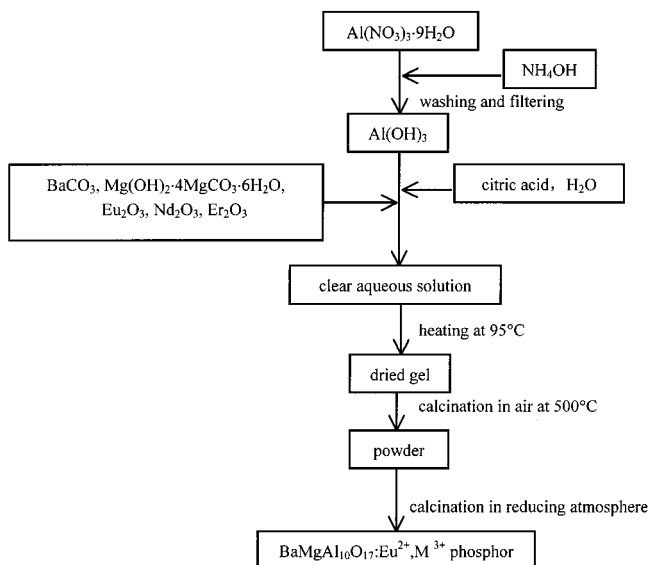 Al(NO₃)₃·9H₂O
NH₄OH
washing and filtering
Al(OH)₃
BaCO₃, Mg(OH)₂·4MgCO₃·6H₂O,
Eu₂O₃, Nd₂O₃, Er₂O₃
citric acid，H₂O
clear aqueous solution
heating at 95°C
dried gel
calcination in air at 500°C
powder
calcination in reducing atmosphere
BaMgAl₁₀O₁₇:Eu²⁺,M ³⁺ phosphor